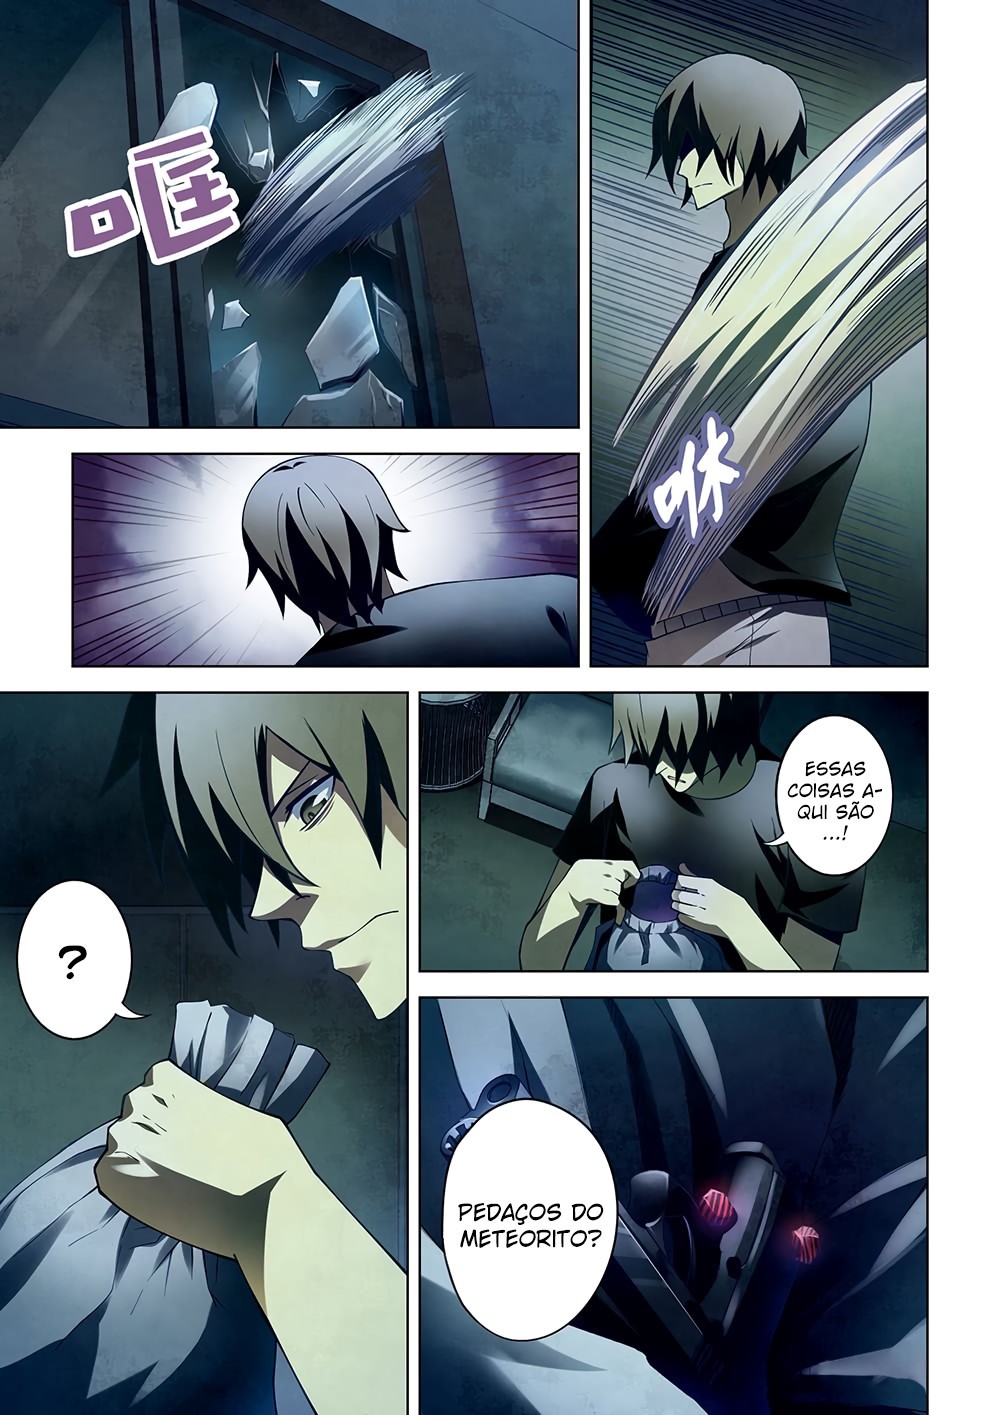 咻
哐
ESSAS
COISAS A-
QUI SÃO
...!
?
PEDAÇOS DO
METEORITO?